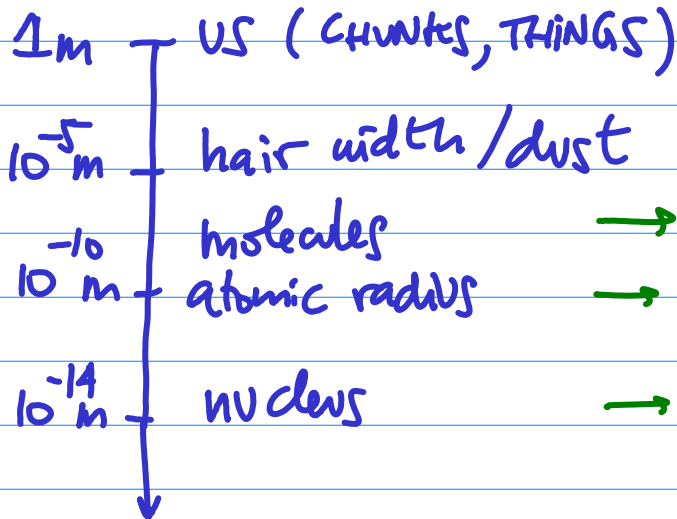 1m US (CHUNKS, THINGS)
10⁻⁵ m hair width/dust
molecules →
10⁻¹⁰ m atomic radius →
10⁻¹⁴ m nucleus →